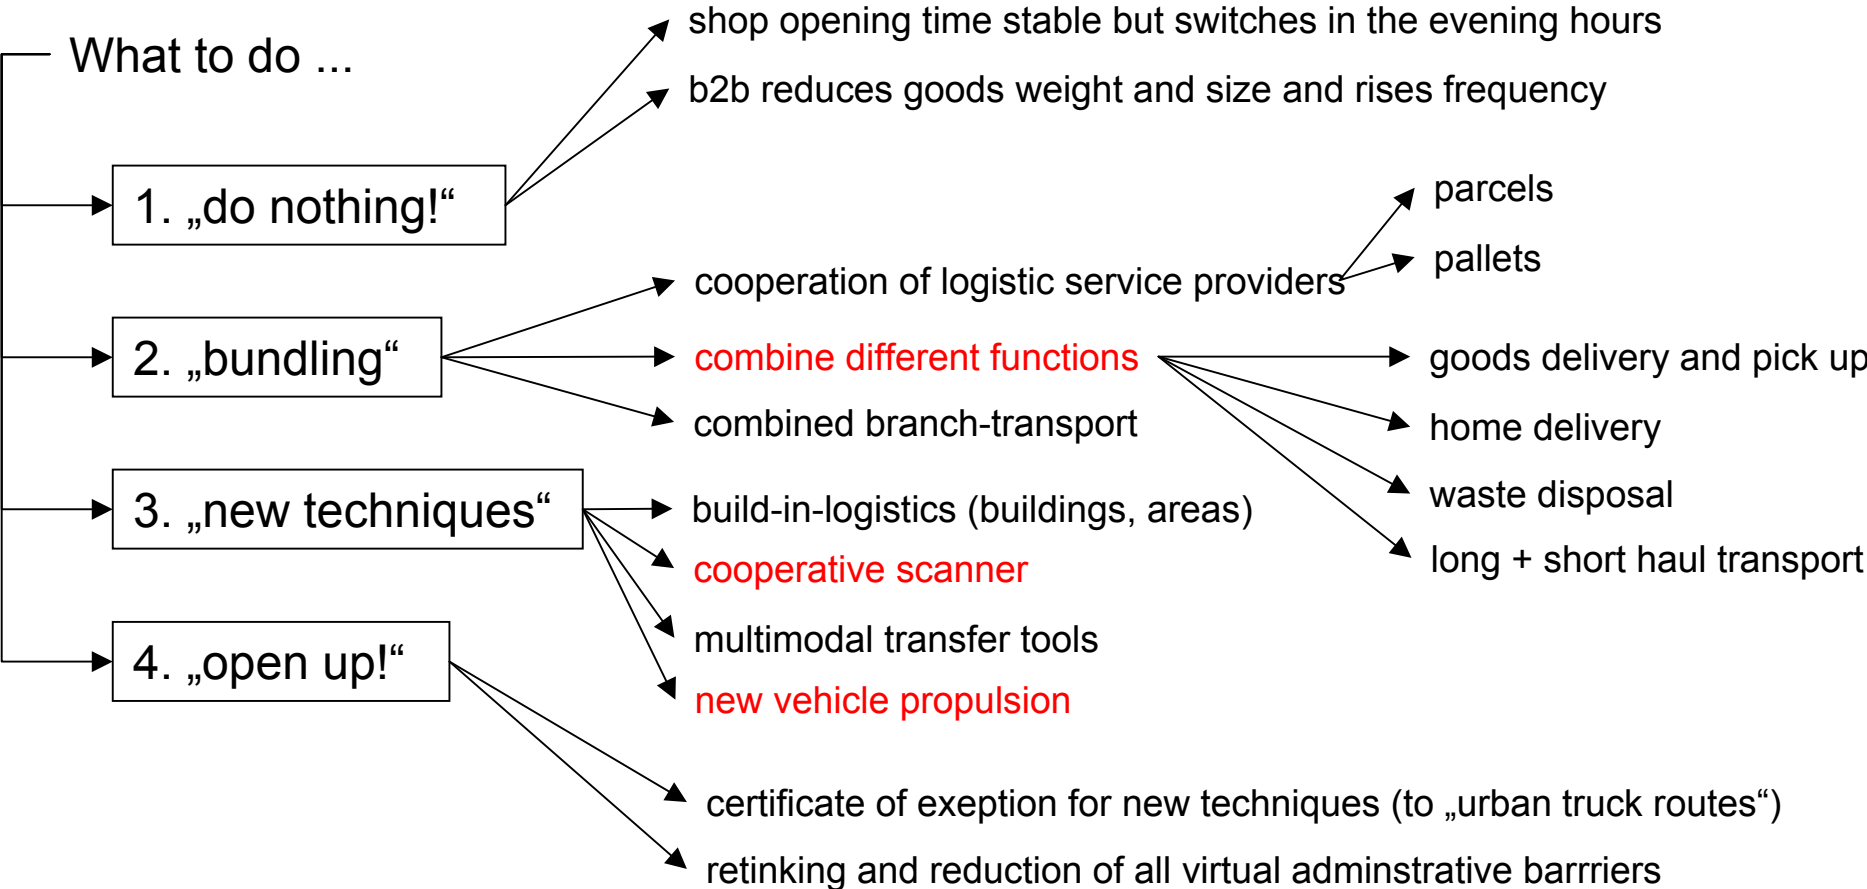 What to do ...
1. „do nothing!“
shop opening time stable but switches in the evening hours
b2b reduces goods weight and size and rises frequency
2. „bundling“
cooperation of logistic service providers
parcels
pallets
combine different functions
goods delivery and pick up
home delivery
waste disposal
long + short haul transport
combined branch-transport
3. „new techniques“
build-in-logistics (buildings, areas)
cooperative scanner
multimodal transfer tools
new vehicle propulsion
4. „open up!“
certificate of exeption for new techniques (to „urban truck routes“)
retinking and reduction of all virtual adminstrative barrriers